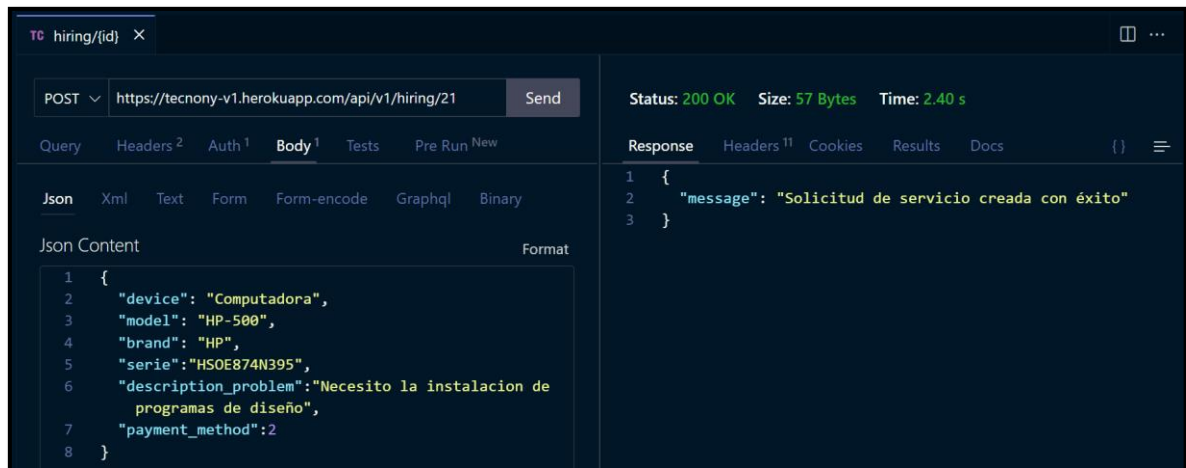 TC hiring/{id} ×
POST https://tecnony-v1.herokuapp.com/api/v1/hiring/21 Send
Query Headers 2 Auth 1 Body 1 Tests Pre Run New
Json Xml Text Form Form-encode Graphql Binary
Json Content Format
1 {
2 "device": "Computadora",
3 "model": "HP-500",
4 "brand": "HP",
5 "serie":"HSOE874N395",
6 "description_problem":"Necesito la instalacion de
programas de diseño",
7 "payment_method":2
8 }
Status: 200 OK Size: 57 Bytes Time: 2.40 s
Response Headers 11 Cookies Results Docs {}
1 {
2 "message": "Solicitud de servicio creada con éxito"
3 }